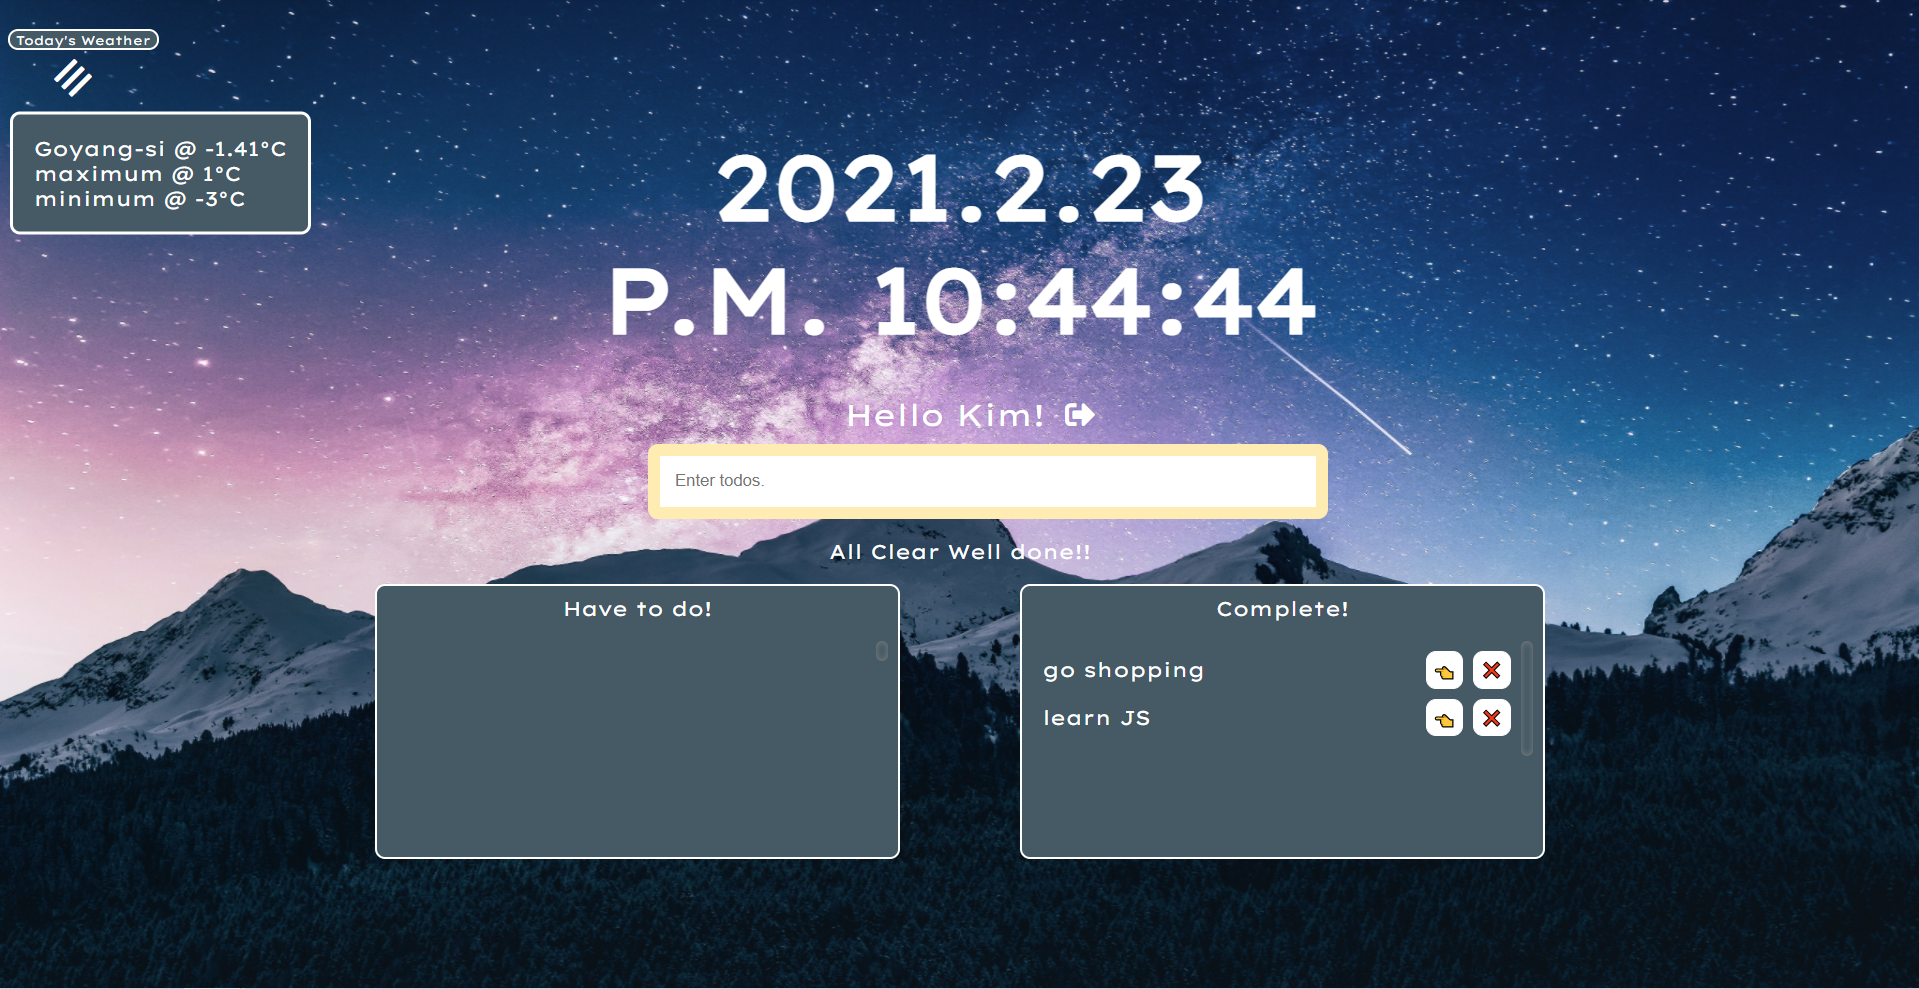 Today's Weather
Goyang-si @ -1.41°C
maximum @ 1°C
minimum @ -3°C
2021.2.23
P.M. 10:44:44
Hello Kim!
Enter todos.
All Clear Well done!!
Have to do!
Complete!
go shopping
learn JS